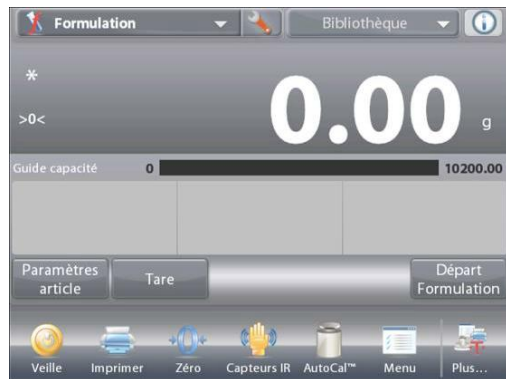 Formulation Bibliothèque
*
>0< 0.00 g
Guide capacité 0 10200.00
Paramètres article Tare Départ Formulation
Veille Imprimer Zéro Capteurs IR AutoCal™ Menu Plus...